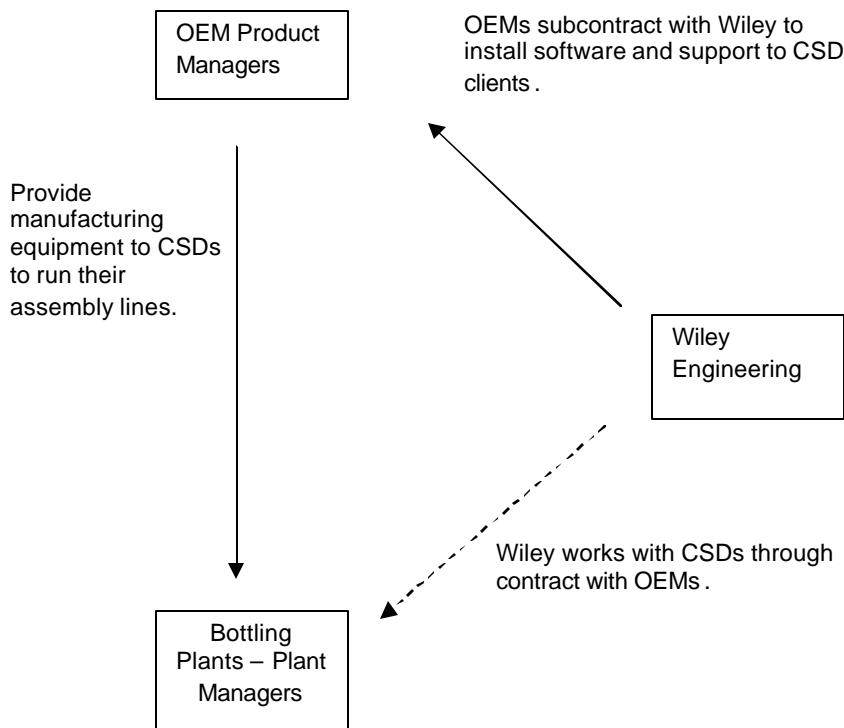 OEM Product
Managers
OEMs subcontract with Wiley to
install software and support to CSD
clients .
Provide
manufacturing
equipment to CSDs
to run their
assembly lines.
Wiley
Engineering
Wiley works with CSDs through
contract with OEMs .
Bottling
Plants – Plant
Managers